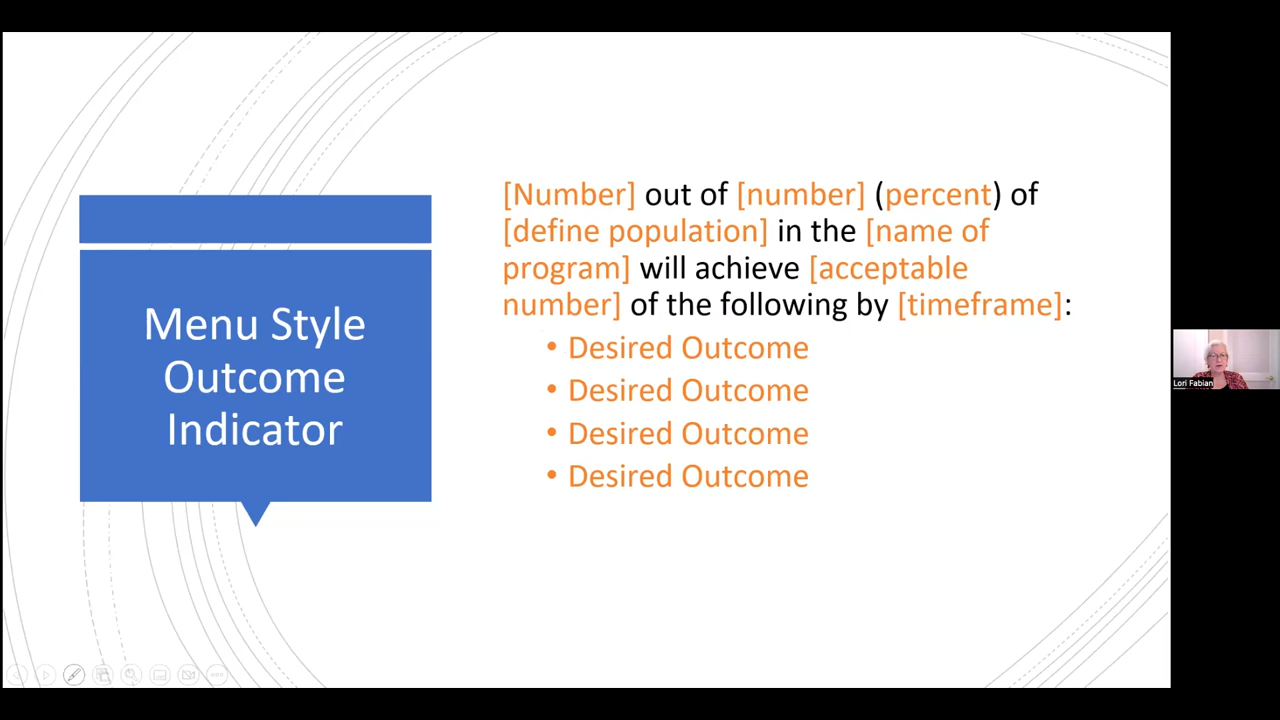 Menu Style
Outcome
Indicator
[Number] out of [number] (percent) of
[define population] in the [name of
program] will achieve [acceptable
number] of the following by [timeframe]:
• Desired Outcome
• Desired Outcome
• Desired Outcome
• Desired Outcome
Lori Fabian